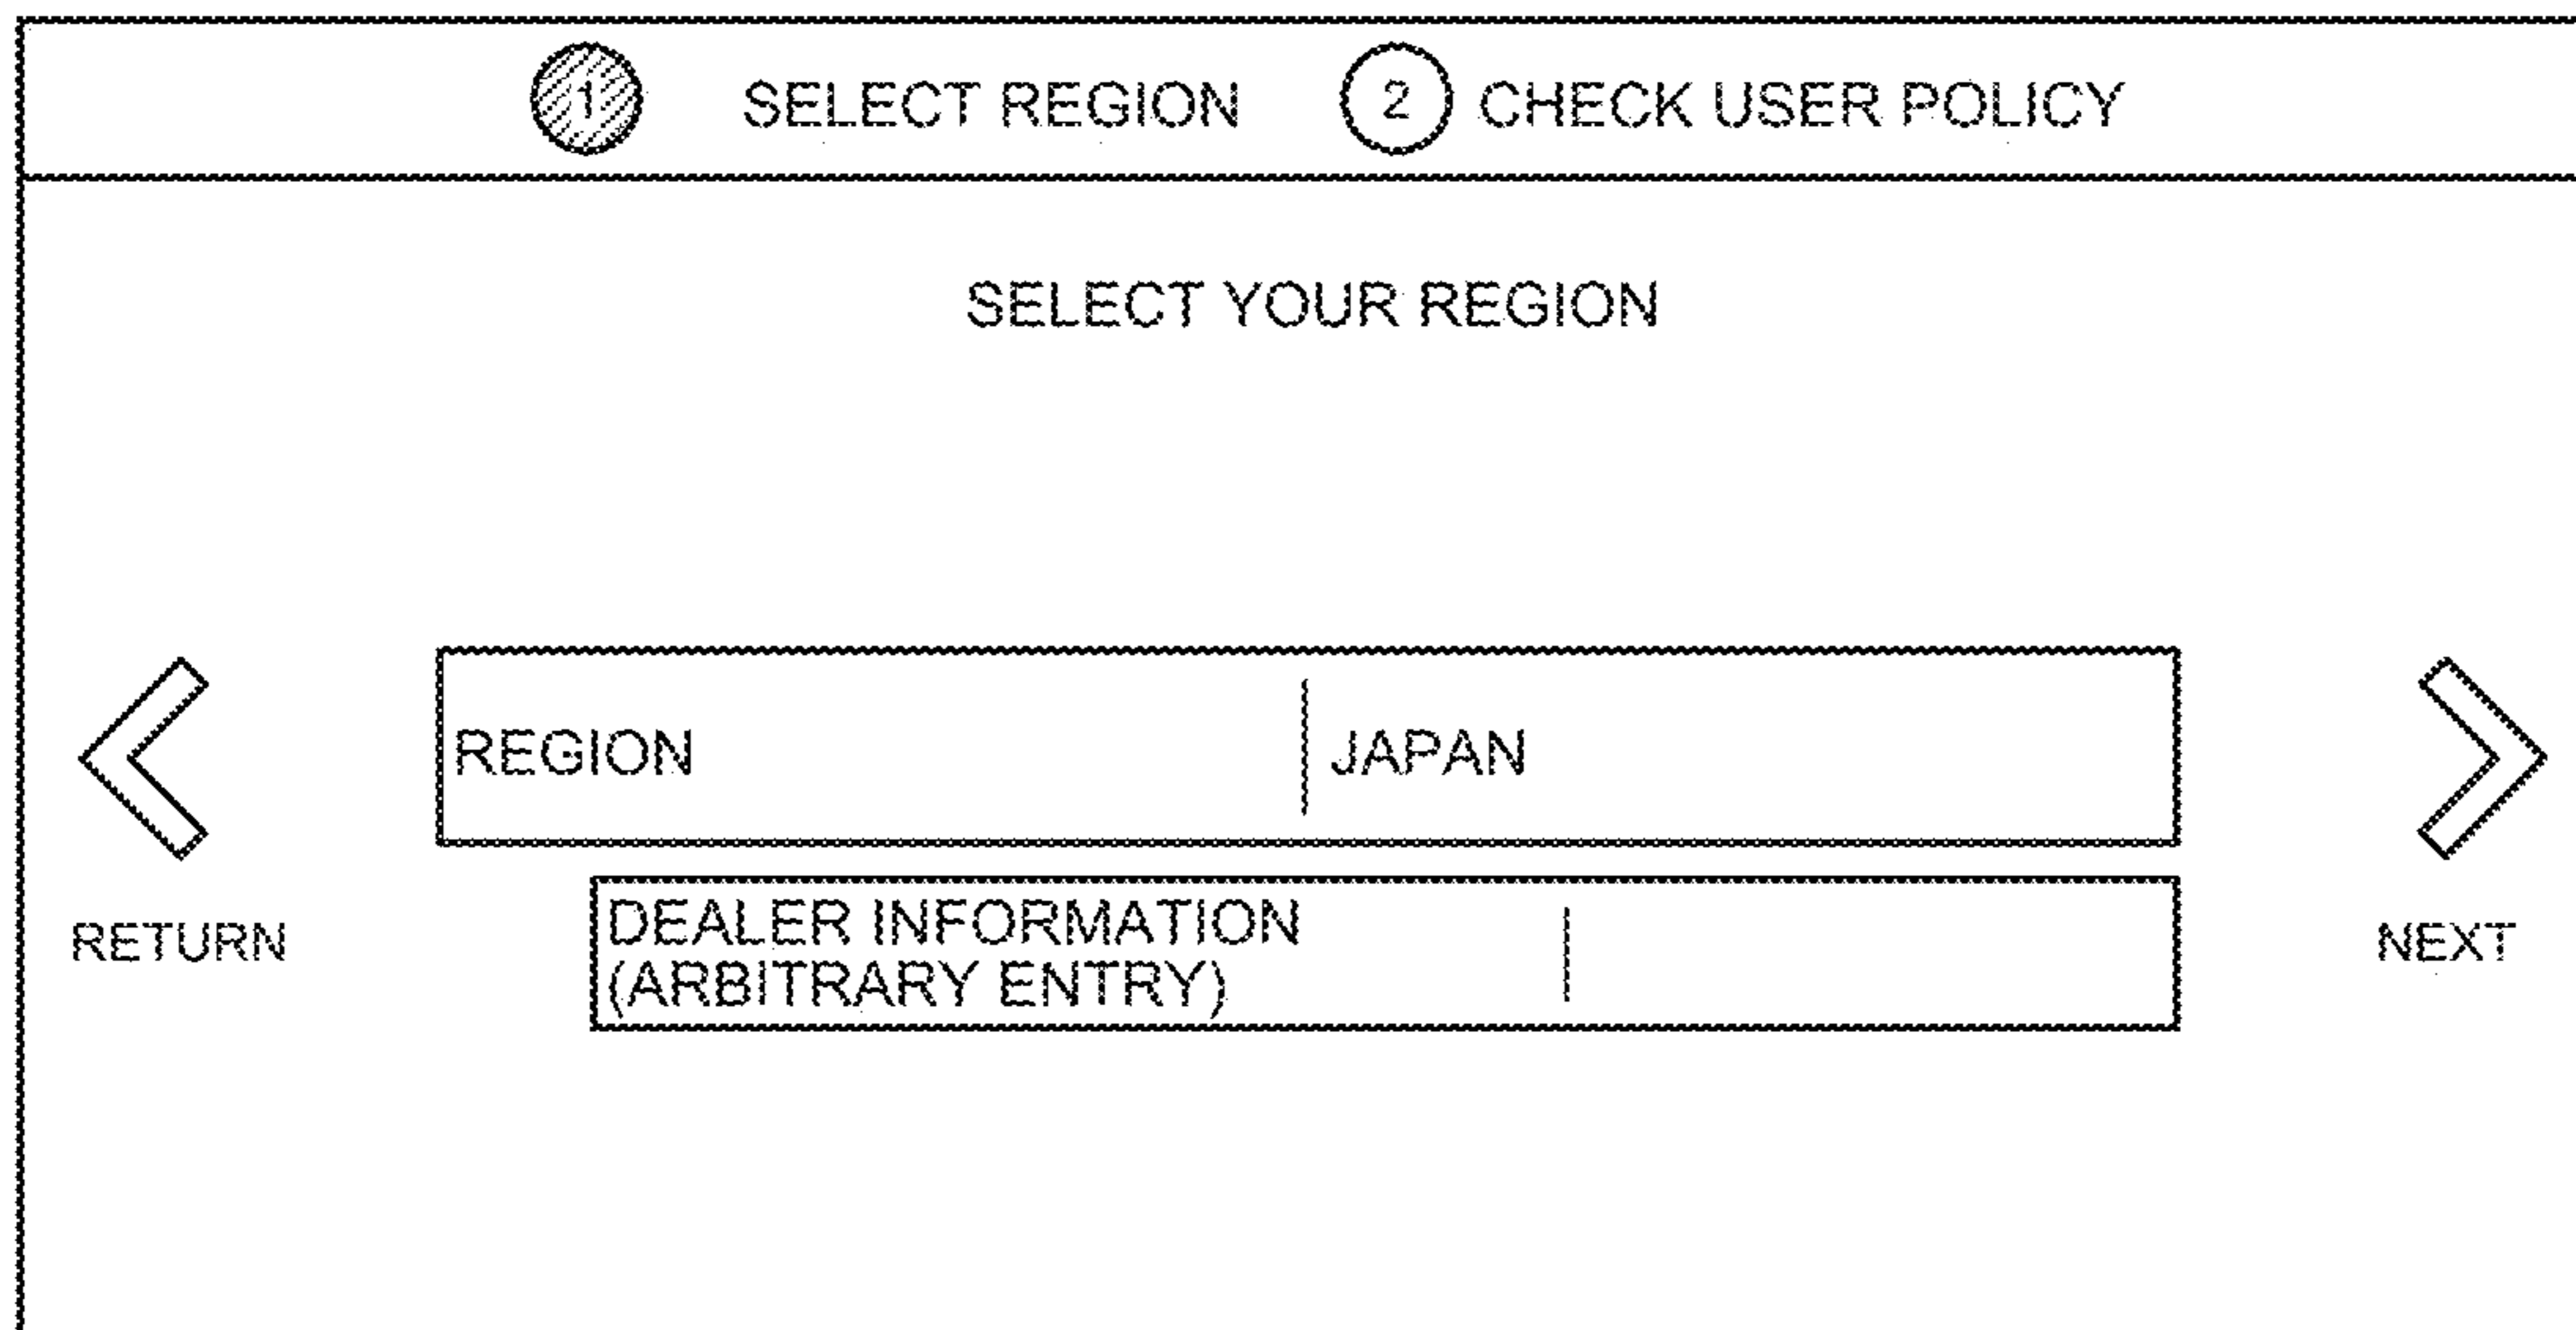 1 SELECT REGION 2 CHECK USER POLICY
SELECT YOUR REGION
REGION JAPAN
DEALER INFORMATION
(ARBITRARY ENTRY)
RETURN
NEXT